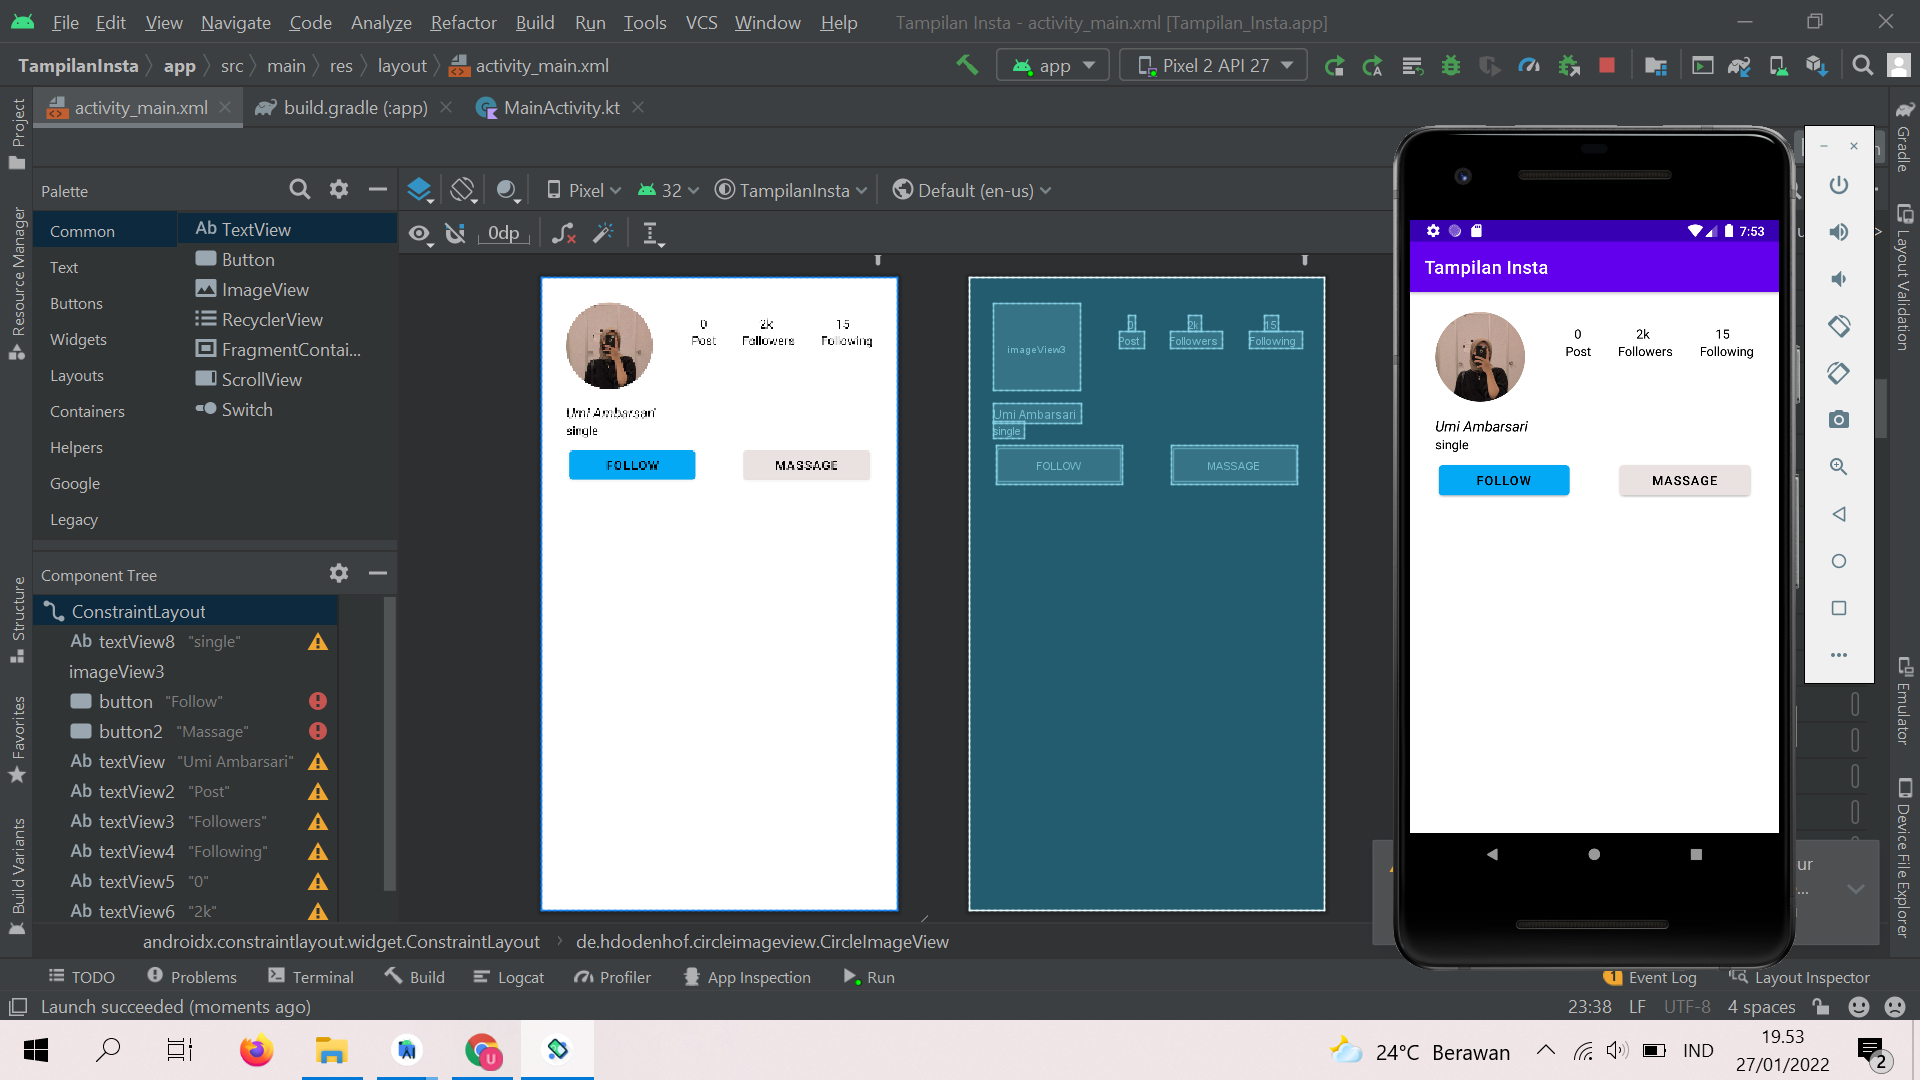 File Edit View Navigate Code Analyze Refactor Build Run Tools VCS Window Help Tampilan Insta - activity_main.xml [Tampilan_Insta.app]
TampilanInsta app src main res layout activity_main.xml app Pixel 2 API 27
activity_main.xml build.gradle (:app) MainActivity.kt
Project
Resource Manager
Structure
Favorites
Build Variants
Palette
Common
Text
Buttons
Widgets
Layouts
Containers
Helpers
Google
Legacy
Ab TextView
Button
ImageView
RecyclerView
FragmentContai...
ScrollView
Switch
Component Tree
ConstraintLayout
Ab textView8 "single"
imageView3
button "Follow"
button2 "Massage"
Ab textView "Umi Ambarsari"
Ab textView2 "Post"
Ab textView3 "Followers"
Ab textView4 "Following"
Ab textView5 "0"
Ab textView6 "2k"
Pixel 32 TampilanInsta Default (en-us)
0dp
0 2k 15
Post Followers Following
Umi Ambarsari
single
FOLLOW MASSAGE
imageView3
0 2k 15
Post Followers Following
Umi Ambarsari
single
FOLLOW MASSAGE
7:53
Tampilan Insta
0 2k 15
Post Followers Following
Umi Ambarsari
single
FOLLOW MASSAGE
Gradle
Layout Validation
Emulator
Device File Explorer
ur
...
androidx.constraintlayout.widget.ConstraintLayout de.hdodenhof.circleimageview.CircleImageView
TODO Problems Terminal Build Logcat Profiler App Inspection Run 1 Event Log Layout Inspector
Launch succeeded (moments ago) 23:38 LF UTF-8 4 spaces
24°C Berawan IND 19.53
27/01/2022
2